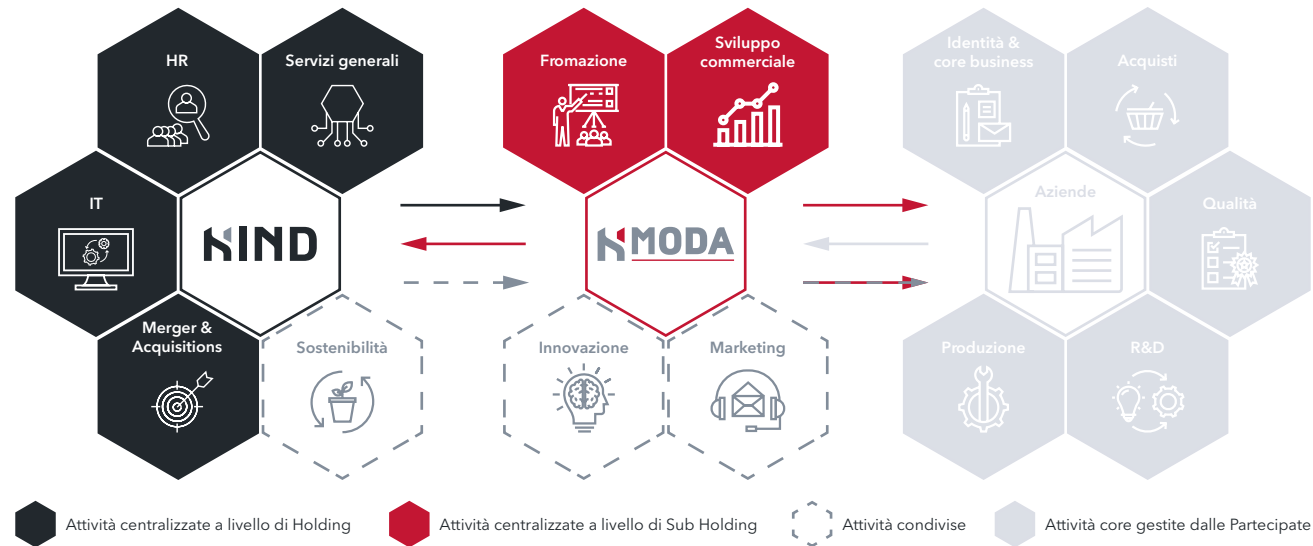 HR
Servizi generali
IT
HIND
Merger &
Acquisitions
Sostenibilità
Fromazione
Sviluppo
commerciale
HMODA
Innovazione
Marketing
Identità &
core business
Acquisti
Aziende
Qualità
Produzione
R&D
Attività centralizzate a livello di Holding
Attività centralizzate a livello di Sub Holding
Attività condivise
Attività core gestite dalle Partecipate